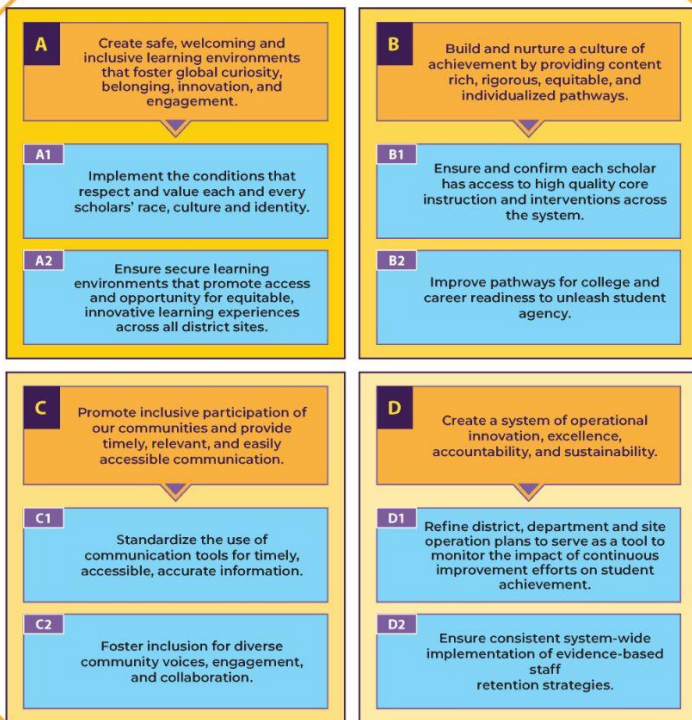 A
Create safe, welcoming and
inclusive learning environments
that foster global curiosity,
belonging, innovation, and
engagement.
A1
Implement the conditions that
respect and value each and every
scholars' race, culture and identity.
A2
Ensure secure learning
environments that promote access
and opportunity for equitable,
innovative learning experiences
across all district sites.
B
Build and nurture a culture of
achievement by providing content
rich, rigorous, equitable, and
individualized pathways.
B1
Ensure and confirm each scholar
has access to high quality core
instruction and interventions across
the system.
B2
Improve pathways for college and
career readiness to unleash student
agency.
C
Promote inclusive participation of
our communities and provide
timely, relevant, and easily
accessible communication.
C1
Standardize the use of
communication tools for timely,
accessible, accurate information.
C2
Foster inclusion for diverse
community voices, engagement,
and collaboration.
D
Create a system of operational
innovation, excellence,
accountability, and sustainability.
D1
Refine district, department and site
operation plans to serve as a tool to
monitor the impact of continuous
improvement efforts on student
achievement.
D2
Ensure consistent system-wide
implementation of evidence-based
staff
retention strategies.